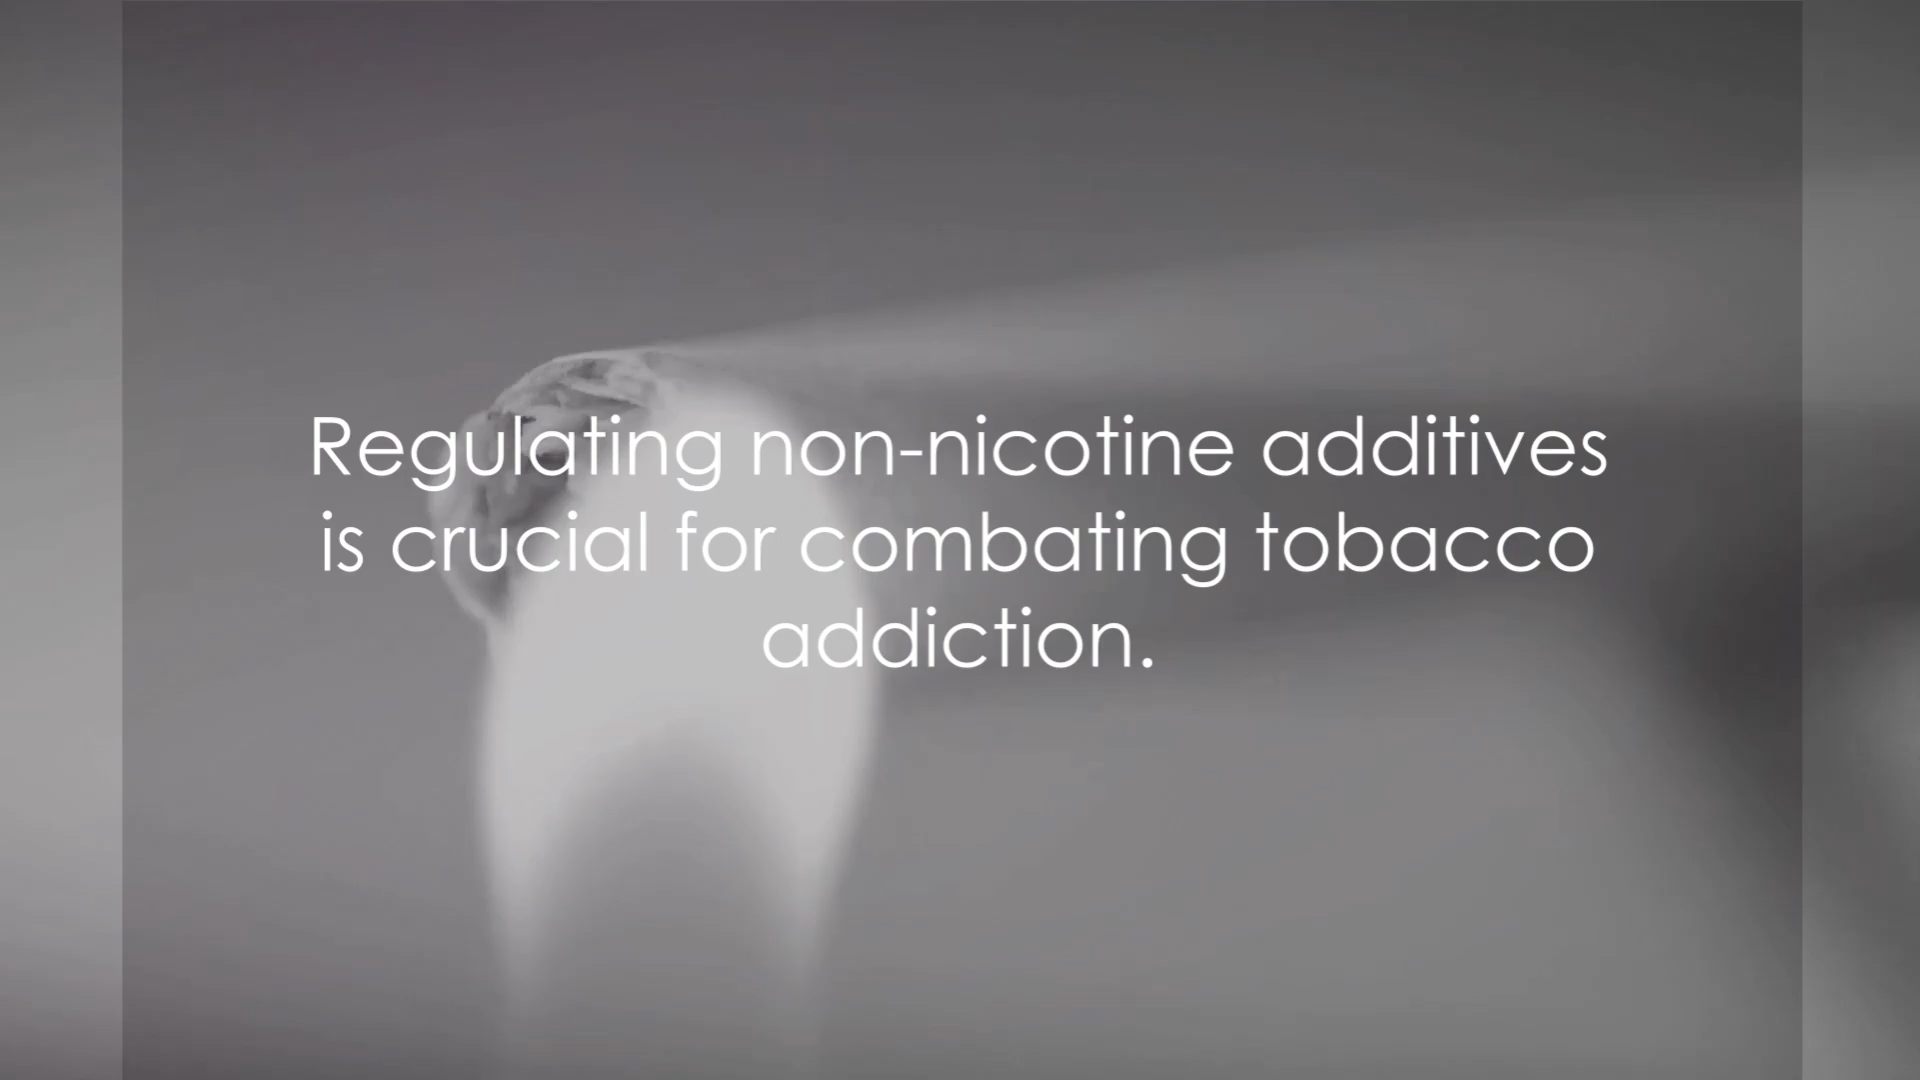 Regulating non-nicotine additives
is crucial for combating tobacco
addiction.